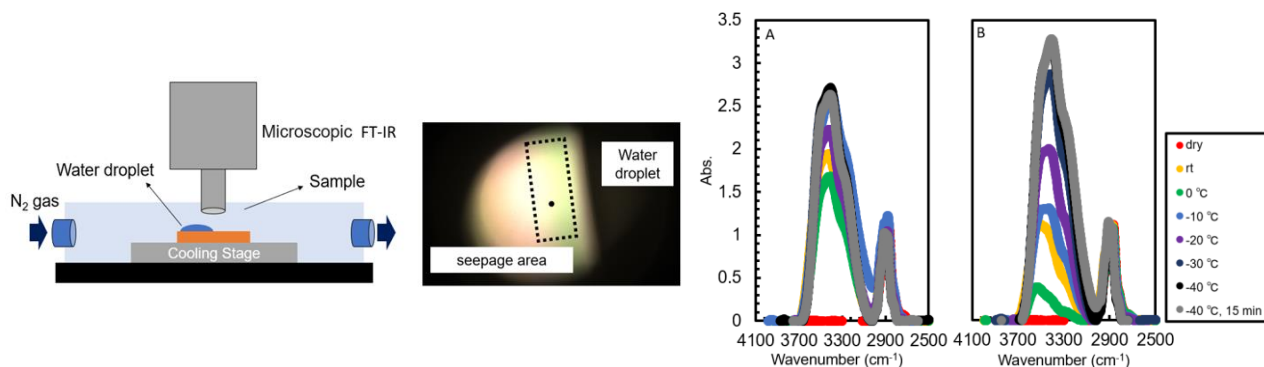 Microscopic FT-IR
Water droplet
Sample
N2 gas
Cooling Stage
Water
droplet
seepage area
A
B
3.5
3
2.5
2
1.5
1
0.5
0
Abs.
4100 3700 3300 2900 2500
4100 3700 3300 2900 2500
Wavenumber (cm-1)
Wavenumber (cm-1)
dry
rt
0 ℃
-10 ℃
-20 ℃
-30 ℃
-40 ℃
-40 ℃, 15 min